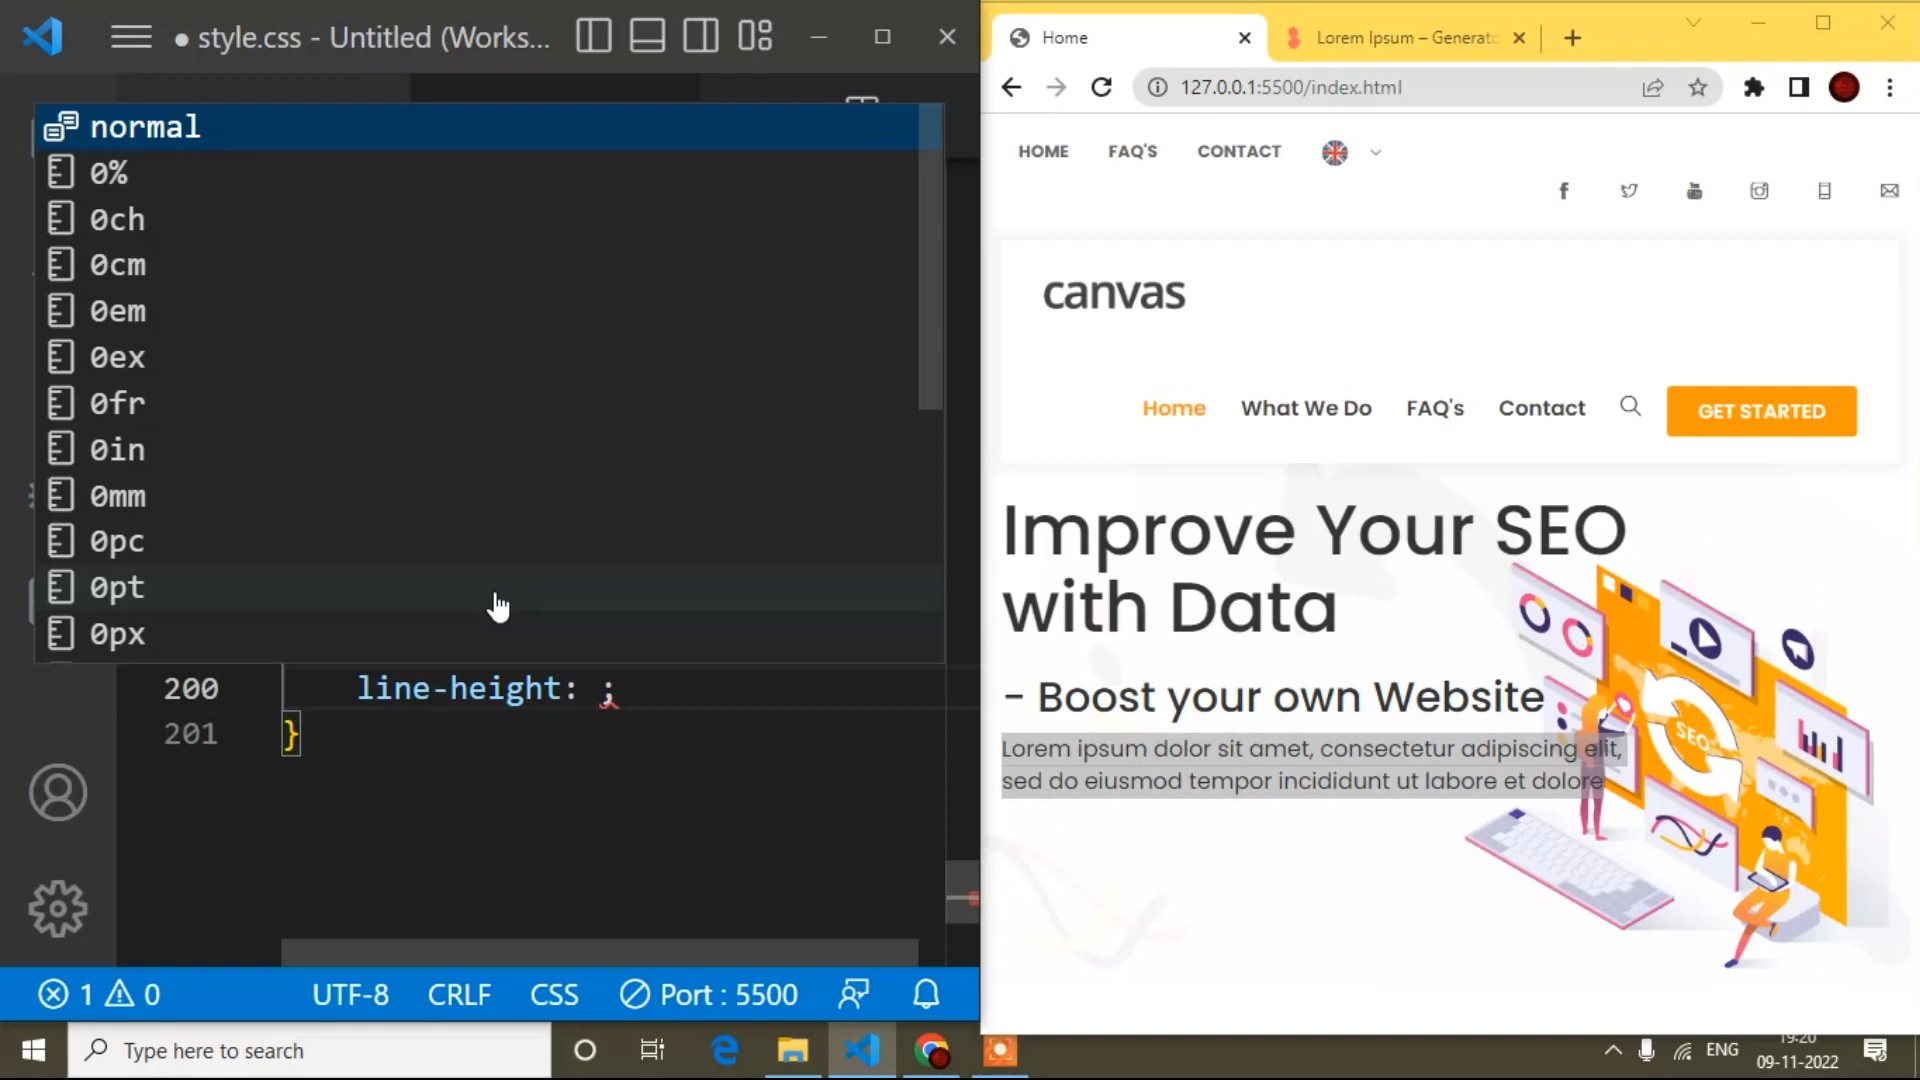 style.css - Untitled (Works...
normal
0%
0ch
0cm
0em
0ex
0fr
0in
0mm
0pc
0pt
0px
200 line-height: ;
201 }
1 0 UTF-8 CRLF CSS Port : 5500
Home
Lorem Ipsum – Generato
127.0.0.1:5500/index.html
HOME FAQ'S CONTACT
canvas
Home What We Do FAQ's Contact GET STARTED
Improve Your SEO
with Data
- Boost your own Website
Lorem ipsum dolor sit amet, consectetur adipiscing elit,
sed do eiusmod tempor incididunt ut labore et dolore
SEO
Type here to search
ENG
19:20
09-11-2022